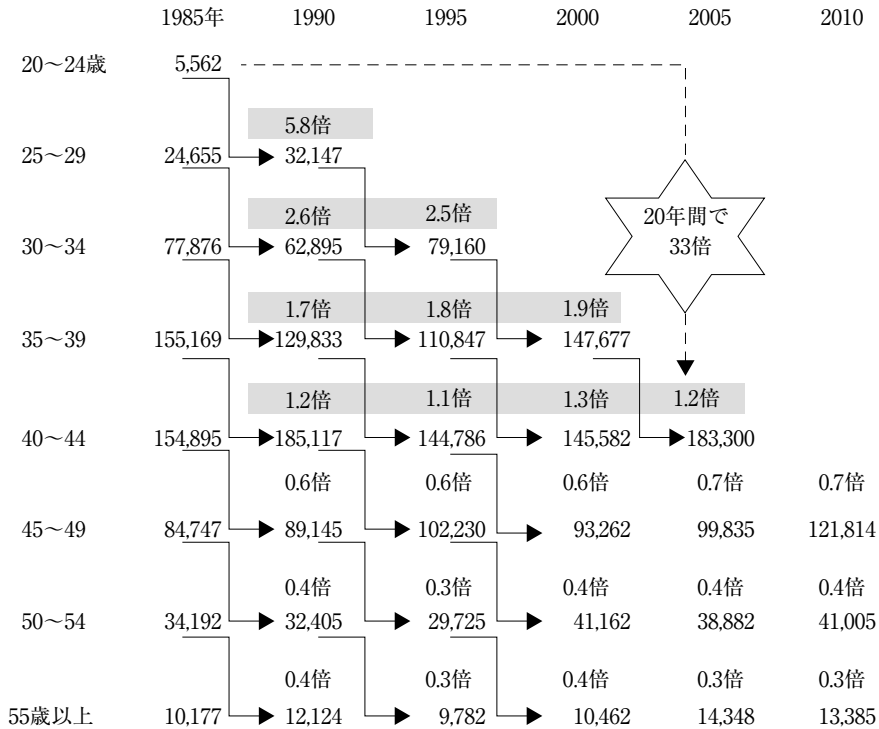 1985年 1990 1995 2000 2005 2010
20～24歳 5,562
5.8倍
25～29 24,655 32,147
20年間で
33倍
2.6倍 2.5倍
30～34 77,876 62,895 79,160
1.7倍 1.8倍 1.9倍
35～39 155,169 129,833 110,847 147,677
1.2倍 1.1倍 1.3倍 1.2倍
40～44 154,895 185,117 144,786 145,582 183,300
0.6倍 0.6倍 0.6倍 0.7倍 0.7倍
45～49 84,747 89,145 102,230 93,262 99,835 121,814
0.4倍 0.3倍 0.4倍 0.4倍 0.4倍
50～54 34,192 32,405 29,725 41,162 38,882 41,005
0.4倍 0.3倍 0.4倍 0.3倍 0.3倍
55歳以上 10,177 12,124 9,782 10,462 14,348 13,385